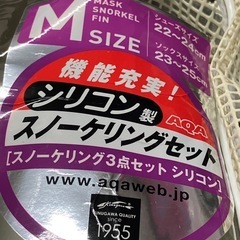 MASK
SNORKEL
FIN
M
SIZE
シューズサイズ
22〜24cm
ソックスサイズ
23〜25cm
機能充実！
シリコン製
AQA
スノーケリングセット
[スノーケリング3点セット シリコン]
www.aqaweb.jp
KINUGAWA QUALITY
since
1955